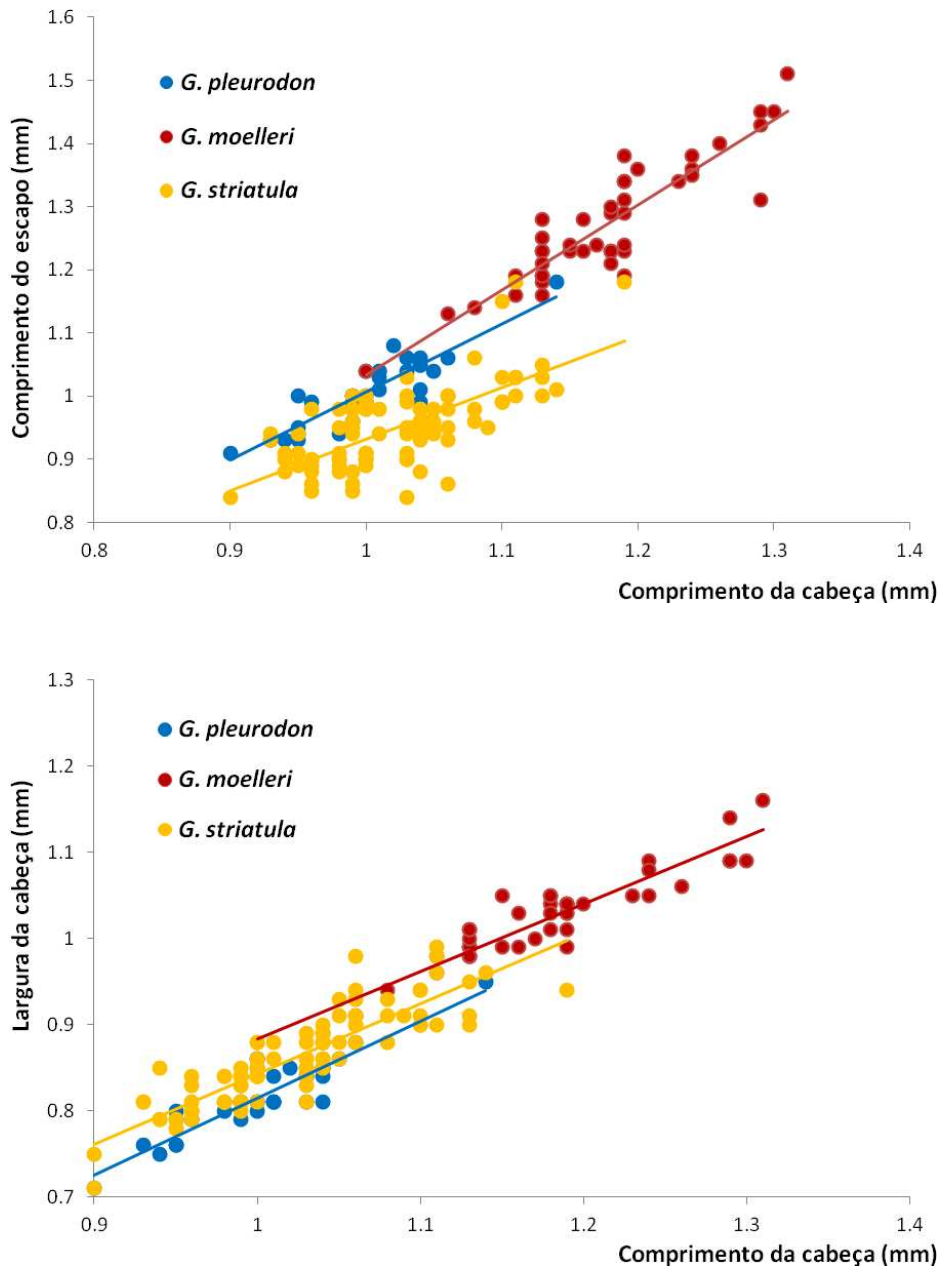 1.6
1.5
1.4
1.3
1.2
1.1
1
0.9
0.8
Comprimento do escapo (mm)
G. pleurodon
G. moelleri
G. striatula
0.8 0.9 1 1.1 1.2 1.3 1.4
Comprimento da cabeça (mm)
1.3
1.2
1.1
1
0.9
0.8
0.7
Largura da cabeça (mm)
G. pleurodon
G. moelleri
G. striatula
0.9 1 1.1 1.2 1.3 1.4
Comprimento da cabeça (mm)